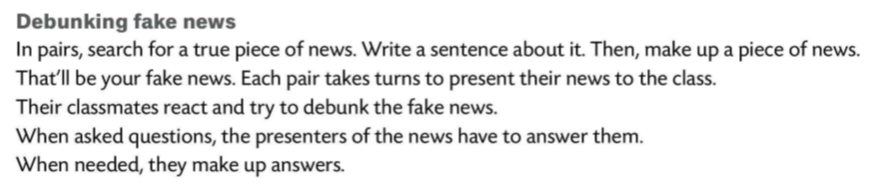 Debunking fake news
In pairs, search for a true piece of news. Write a sentence about it. Then, make up a piece of news.
That'll be your fake news. Each pair takes turns to present their news to the class.
Their classmates react and try to debunk the fake news.
When asked questions, the presenters of the news have to answer them.
When needed, they make up answers.